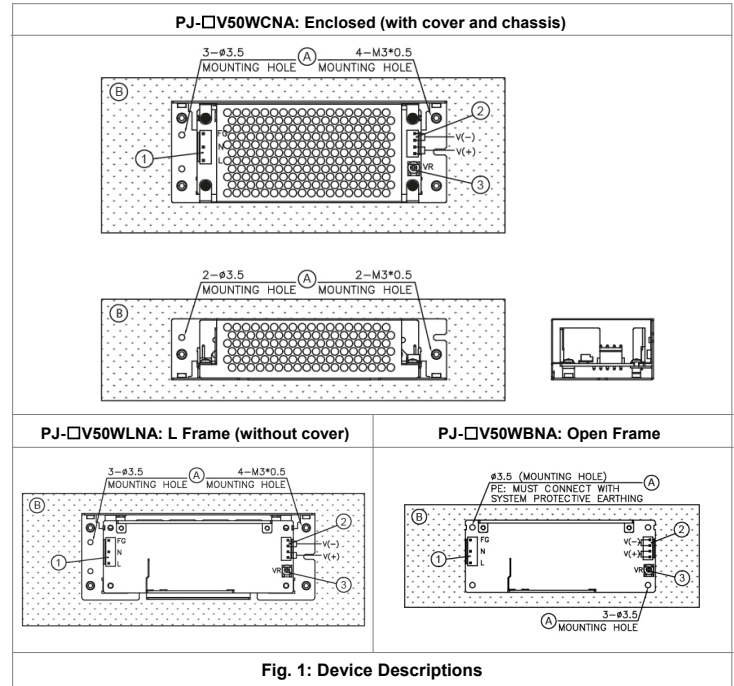 PJ-□V50WCNA: Enclosed (with cover and chassis)
3-ø3.5 MOUNTING HOLE
A
4-M3*0.5 MOUNTING HOLE
B
FG
N
L
1
2
V(-)
V(+)
VR
3
2-ø3.5 MOUNTING HOLE
A
2-M3*0.5 MOUNTING HOLE
B
PJ-□V50WLNA: L Frame (without cover)
3-ø3.5 MOUNTING HOLE
A
4-M3*0.5 MOUNTING HOLE
B
FG
N
L
1
2
V(-)
V(+)
VR
3
PJ-□V50WBNA: Open Frame
ø3.5 (MOUNTING HOLE)
PE: MUST CONNECT WITH
SYSTEM PROTECTIVE EARTHING
A
B
FG
N
L
1
2
V(-)
V(+)
VR
3
3-ø3.5
A
MOUNTING HOLE
Fig. 1: Device Descriptions